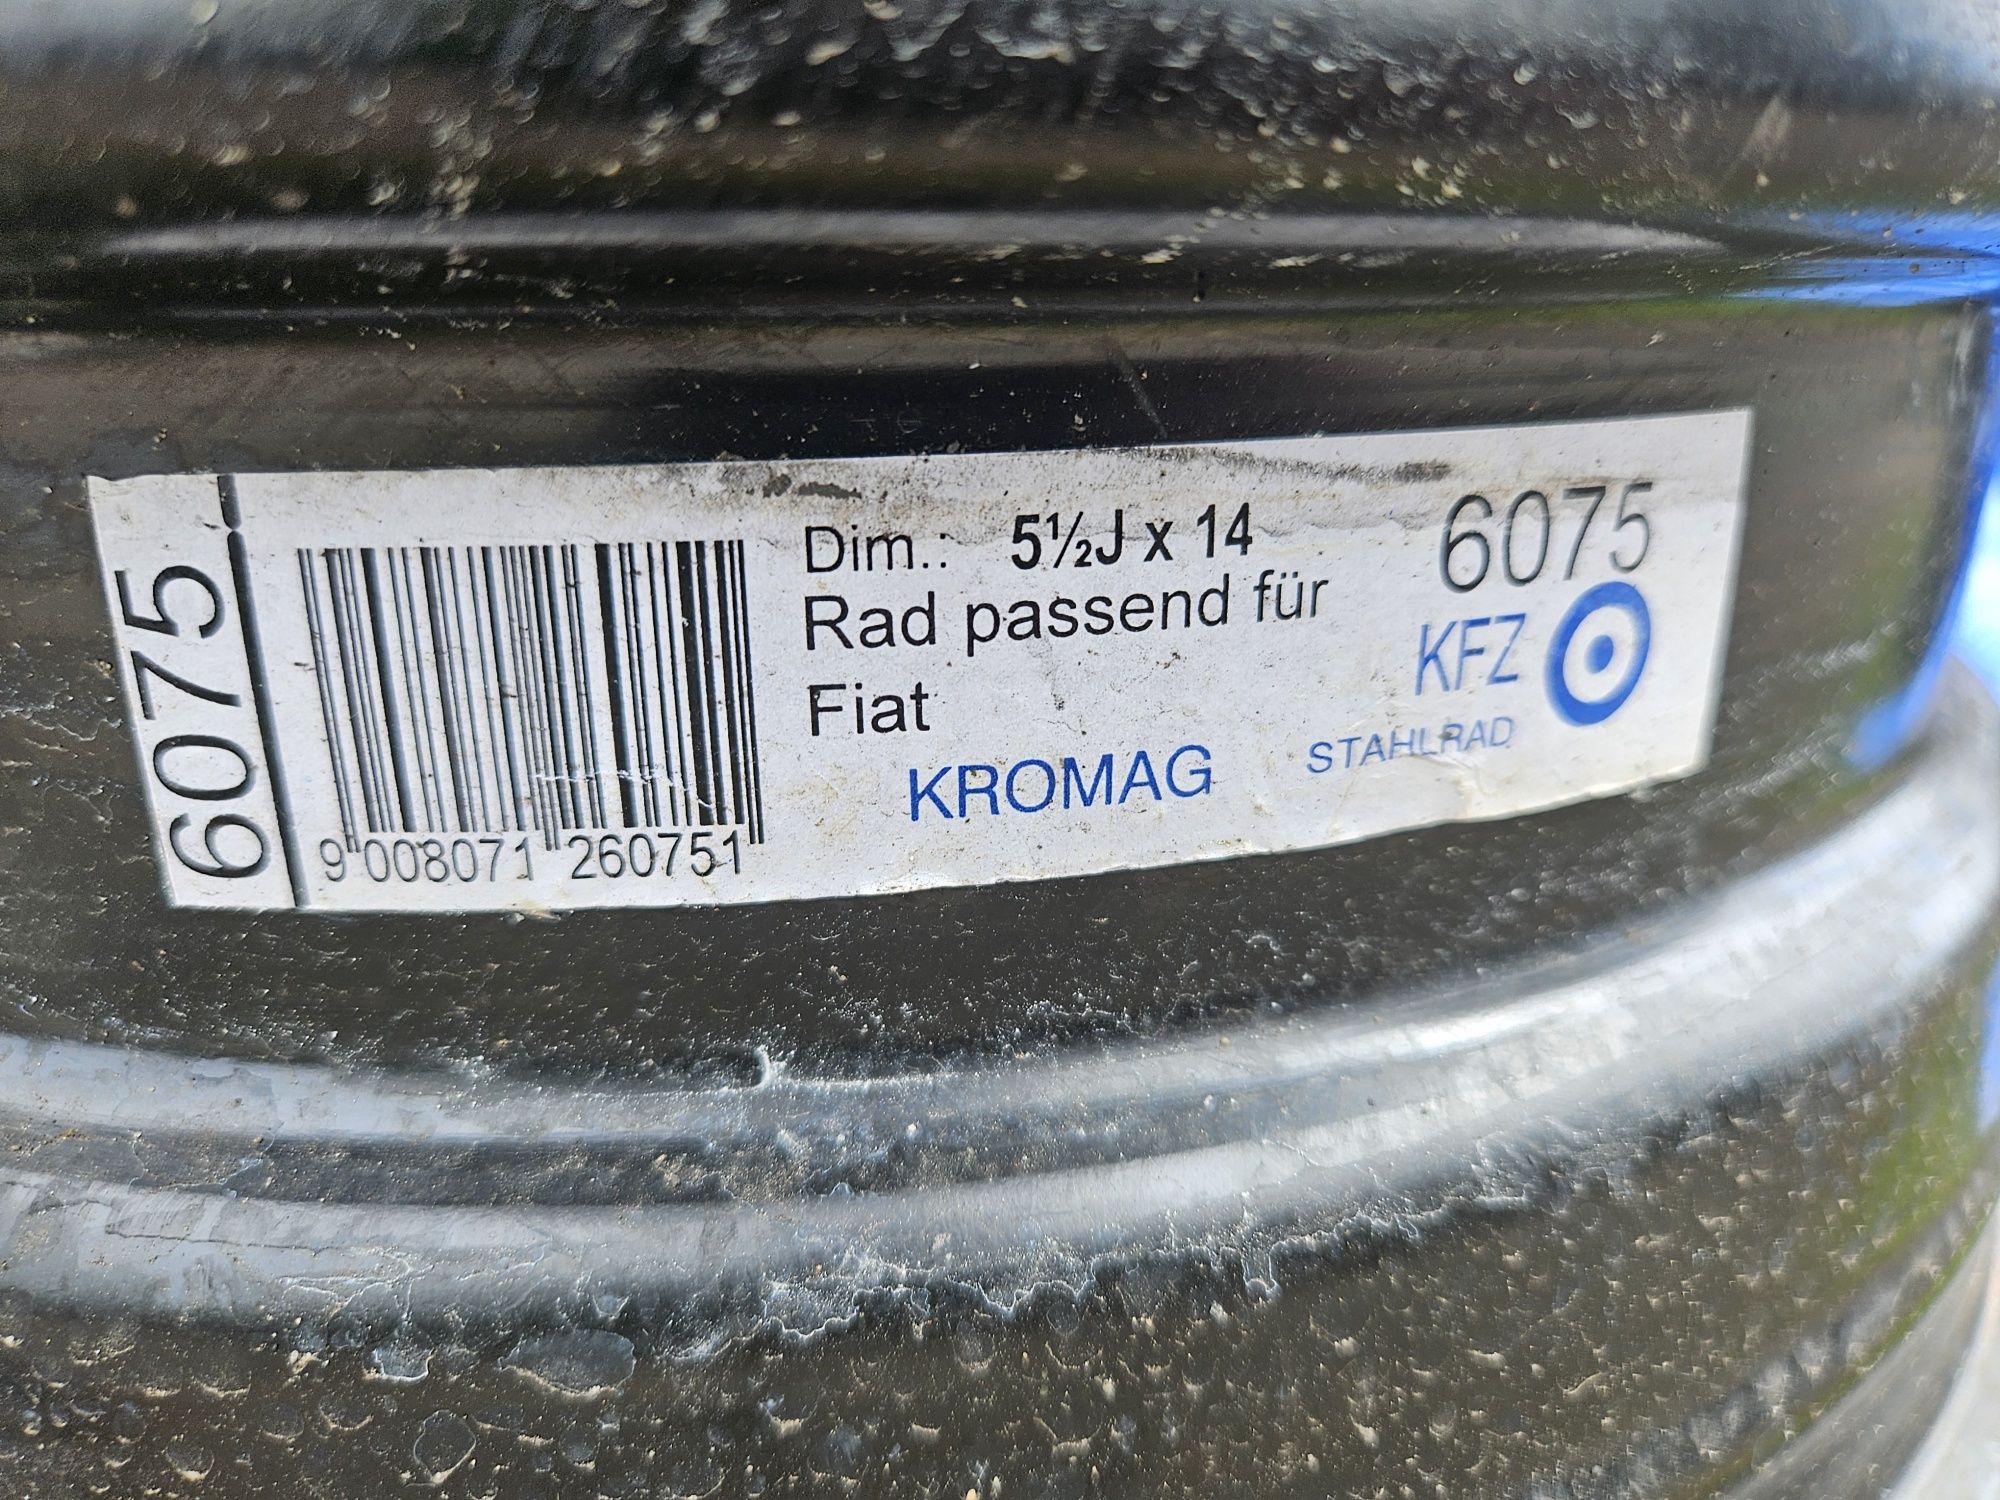 6075
9 008071 260751
Dim.: 5½J x 14
Rad passend für
Fiat
KROMAG
6075
KFZ
STAHLRAD